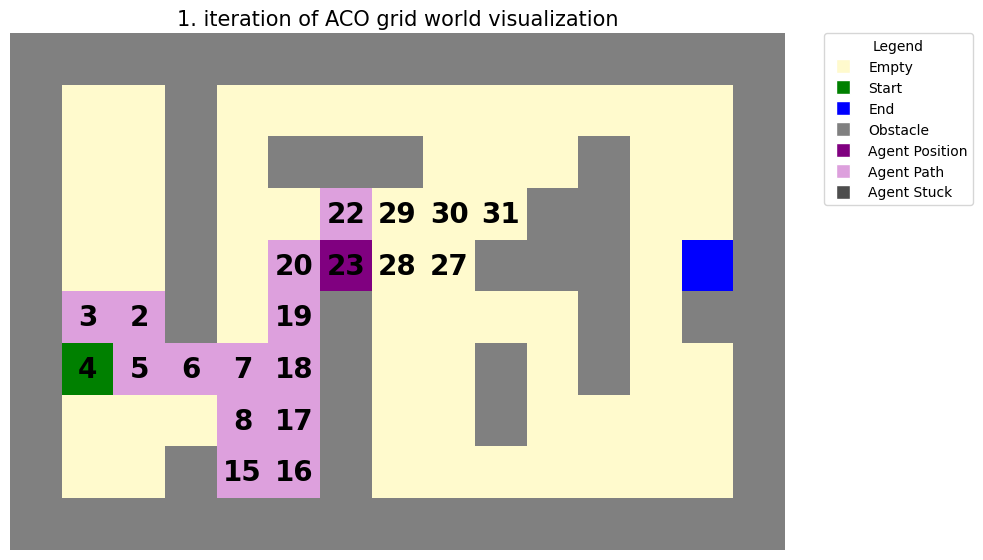 1. iteration of ACO grid world visualization
Legend
Empty
Start
End
Obstacle
Agent Position
Agent Path
Agent Stuck
22 29 30 31
20 23 28 27
3 2 19
4 5 6 7 18
8 17
15 16